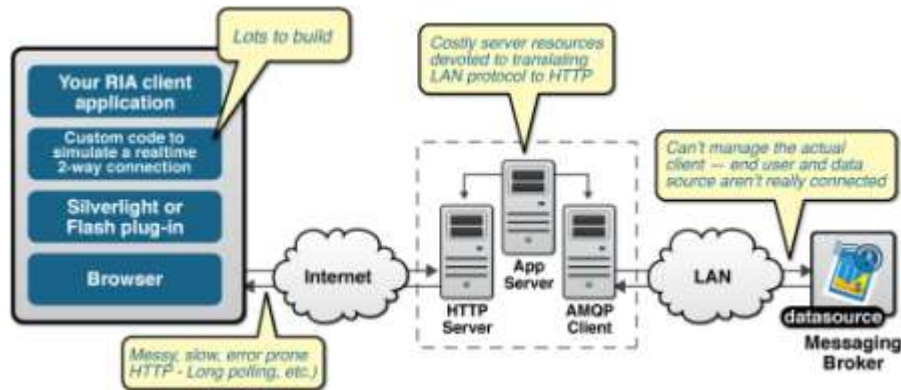 Lots to build
Your RIA client
application
Custom code to
simulate a realtime
2-way connection
Silverlight or
Flash plug-in
Browser
Messy, slow, error prone
HTTP - Long polling, etc.)
Internet
Costly server resources
devoted to translating
LAN protocol to HTTP
HTTP
Server
App
Server
AMQP
Client
Can't manage the actual
client — end user and data
source aren't really connected
LAN
datasource
Messaging
Broker